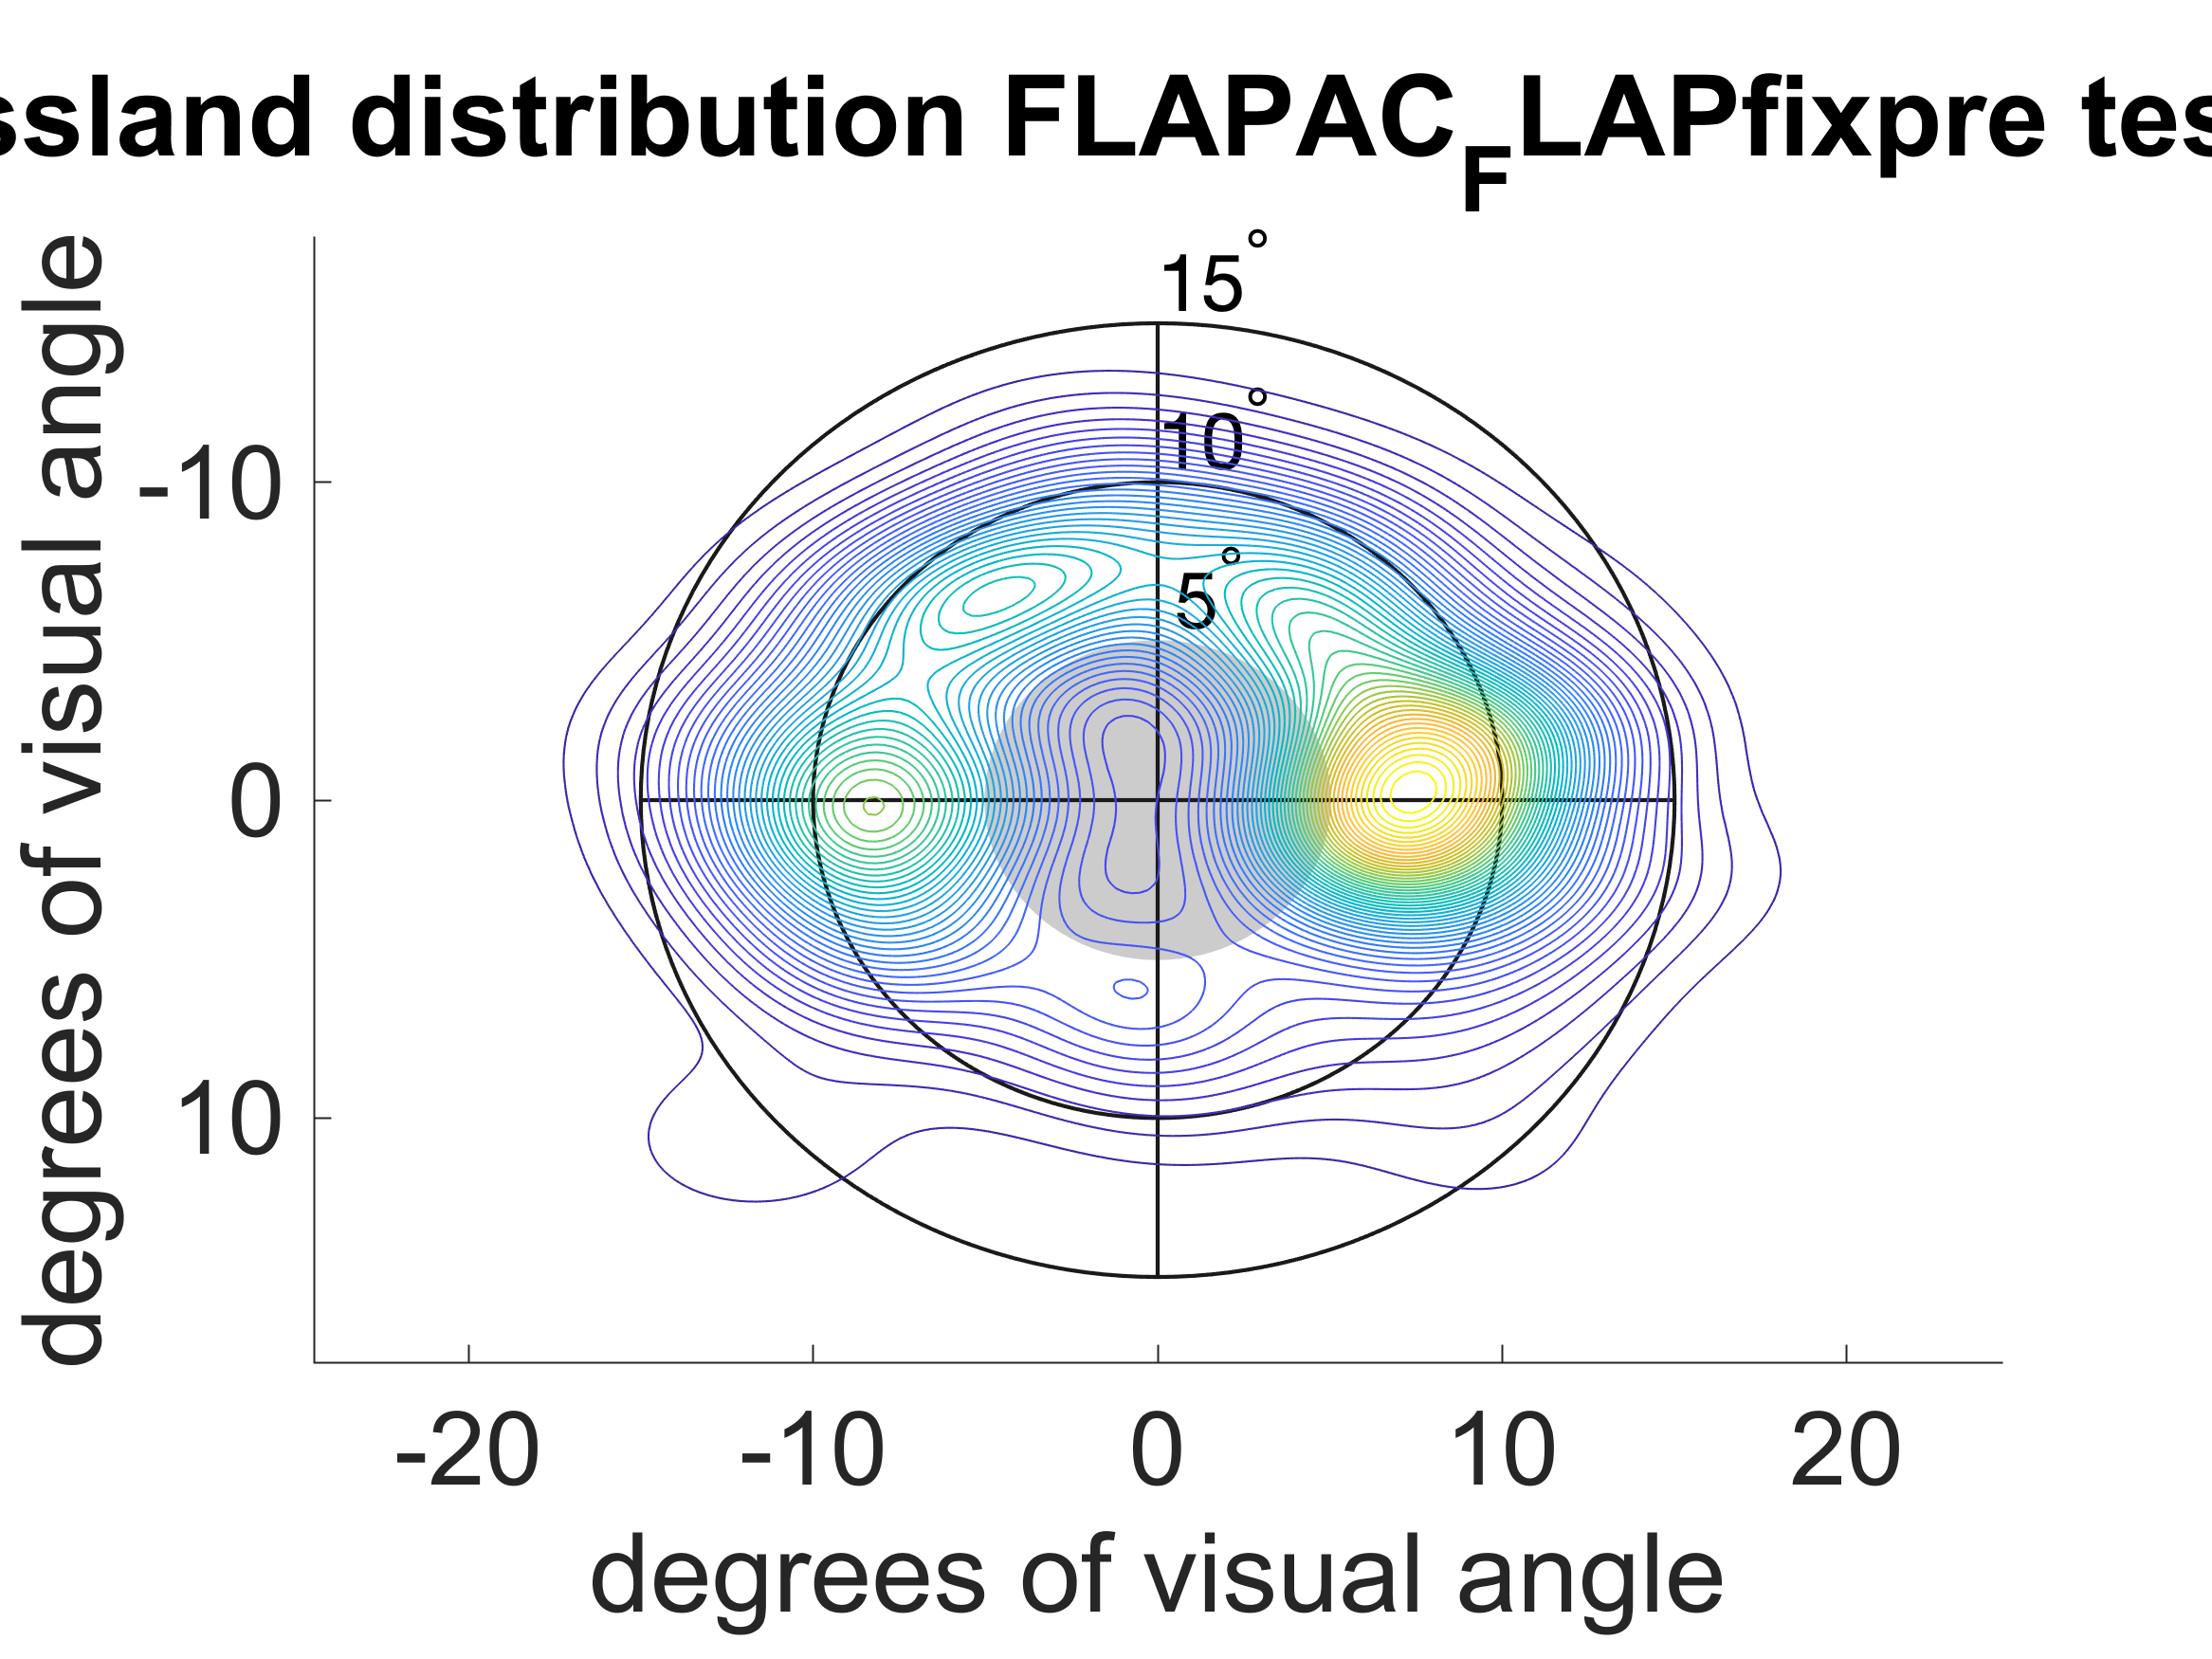 ssland distribution FLAPAC_FLAPfixpre tes
15°
10°
5°
degrees of visual angle
-10
0
10
-20 -10 0 10 20
degrees of visual angle